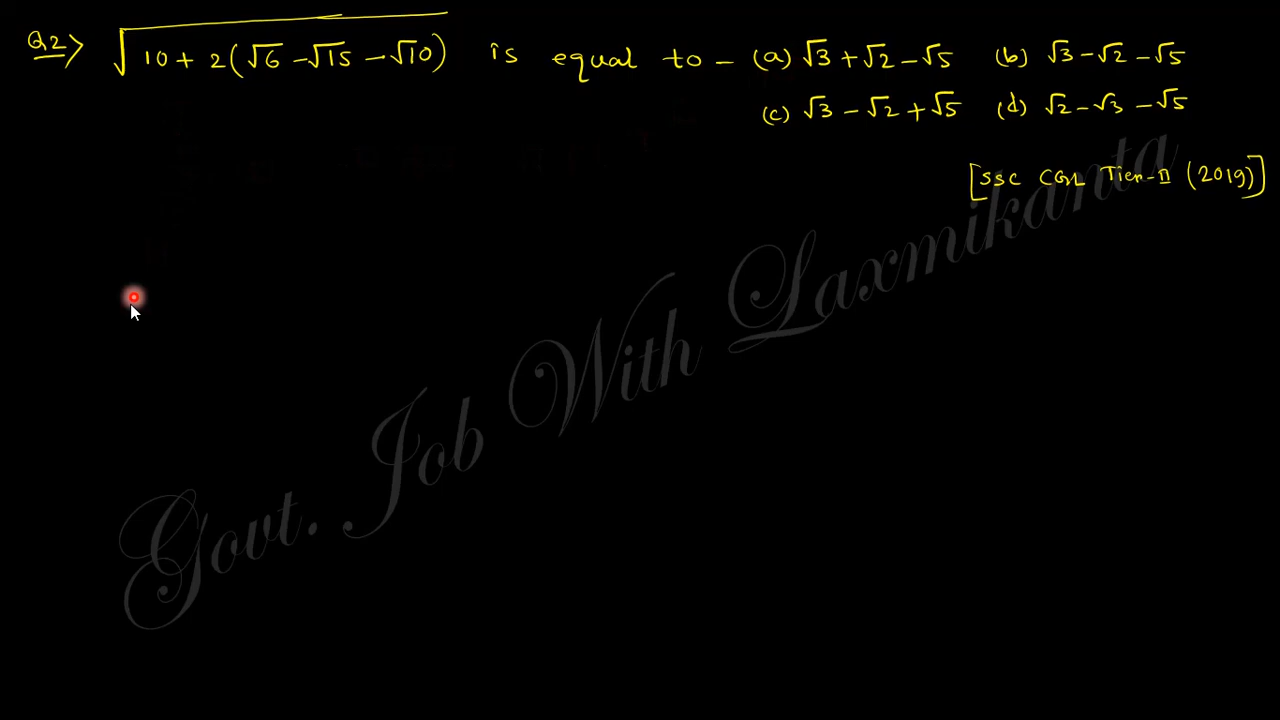 Q2> √10 + 2(√6 - √15 - √10) is equal to - (a) √3 + √2 - √5 (b) √3 - √2 - √5
(c) √3 - √2 + √5 (d) √2 - √3 - √5
[SSC CGL Tier-II (2019)]
Govt. Job With Laxmikanta